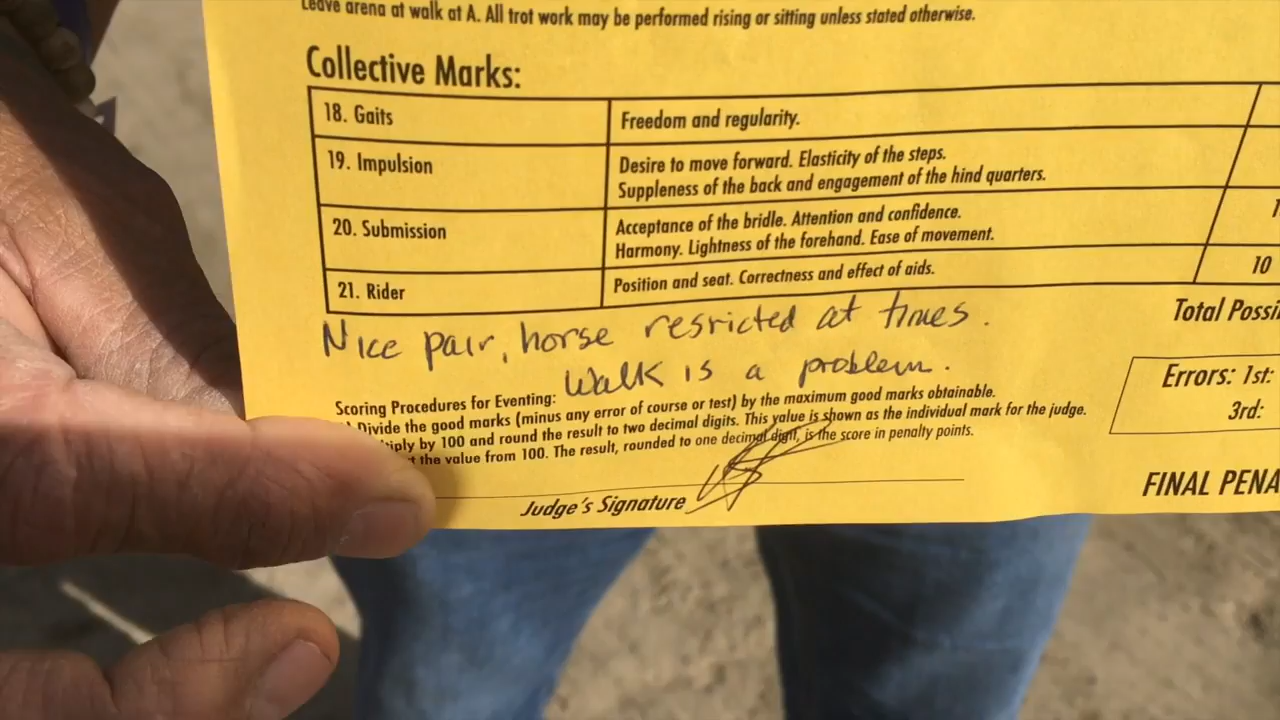 Leave arena at walk at A. All trot work may be performed rising or sitting unless stated otherwise.
Collective Marks:
18. Gaits
Freedom and regularity.
19. Impulsion
Desire to move forward. Elasticity of the steps.
Suppleness of the back and engagement of the hind quarters.
20. Submission
Acceptance of the bridle. Attention and confidence.
Harmony. Lightness of the forehand. Ease of movement.
1
21. Rider
Position and seat. Correctness and effect of aids.
10
Nice pair, horse resricted at times.
Walk is a problem.
Total Possi
Errors: 1st:
3rd:
Scoring Procedures for Eventing:
Divide the good marks (minus any error of course or test) by the maximum good marks obtainable.
iply by 100 and round the result to two decimal digits. This value is shown as the individual mark for the judge.
t the value from 100. The result, rounded to one decimal digit, is the score in penalty points.
Judge's Signature
FINAL PENA